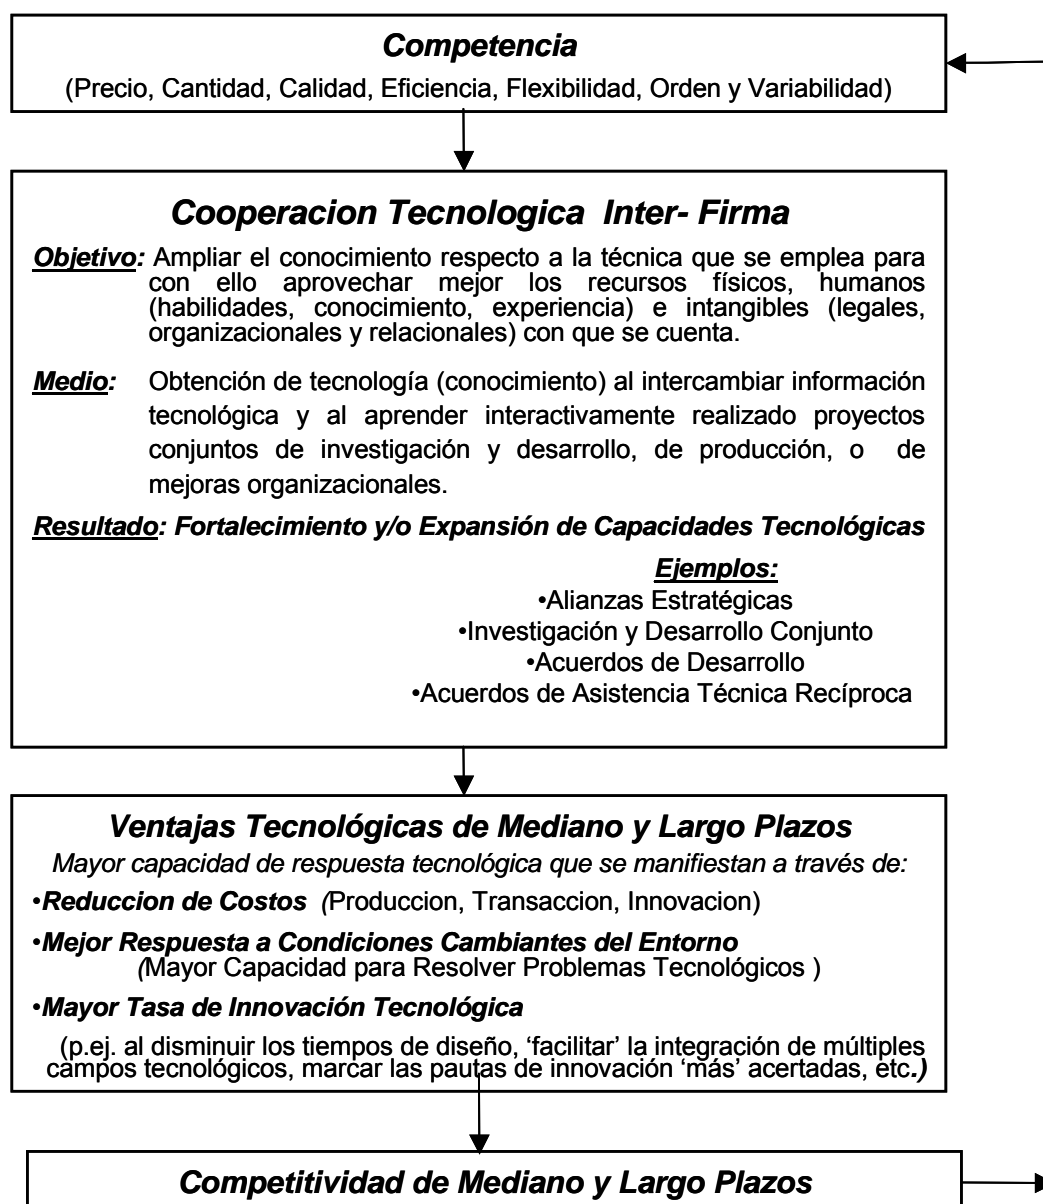 Competencia
(Precio, Cantidad, Calidad, Eficiencia, Flexibilidad, Orden y Variabilidad)
Cooperacion Tecnologica Inter- Firma
Objetivo: Ampliar el conocimiento respecto a la técnica que se emplea para
con ello aprovechar mejor los recursos físicos, humanos
(habilidades, conocimiento, experiencia) e intangibles (legales,
organizacionales y relacionales) con que se cuenta.
Medio: Obtención de tecnología (conocimiento) al intercambiar información
tecnológica y al aprender interactivamente realizado proyectos
conjuntos de investigación y desarrollo, de producción, o de
mejoras organizacionales.
Resultado: Fortalecimiento y/o Expansión de Capacidades Tecnológicas
Ejemplos:
•Alianzas Estratégicas
•Investigación y Desarrollo Conjunto
•Acuerdos de Desarrollo
•Acuerdos de Asistencia Técnica Recíproca
Ventajas Tecnológicas de Mediano y Largo Plazos
Mayor capacidad de respuesta tecnológica que se manifiestan a través de:
•Reduccion de Costos (Produccion, Transaccion, Innovacion)
•Mejor Respuesta a Condiciones Cambiantes del Entorno
(Mayor Capacidad para Resolver Problemas Tecnológicos )
•Mayor Tasa de Innovación Tecnológica
(p.ej. al disminuir los tiempos de diseño, ‘facilitar’ la integración de múltiples
campos tecnológicos, marcar las pautas de innovación ‘más’ acertadas, etc.)
Competitividad de Mediano y Largo Plazos